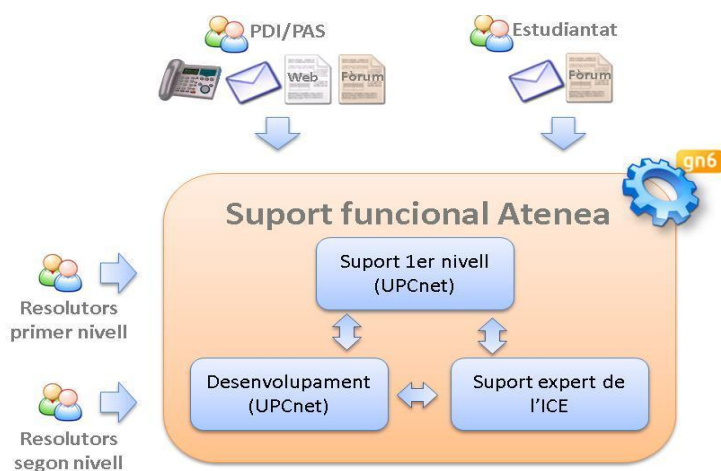 PDI/PAS
Estudiantat
Web
Fòrum
Fòrum
gn6
Suport funcional Atenea
Suport 1er nivell
(UPCnet)
Resolutors
primer nivell
Desenvolupament
(UPCnet)
Suport expert de
l'ICE
Resolutors
segon nivell